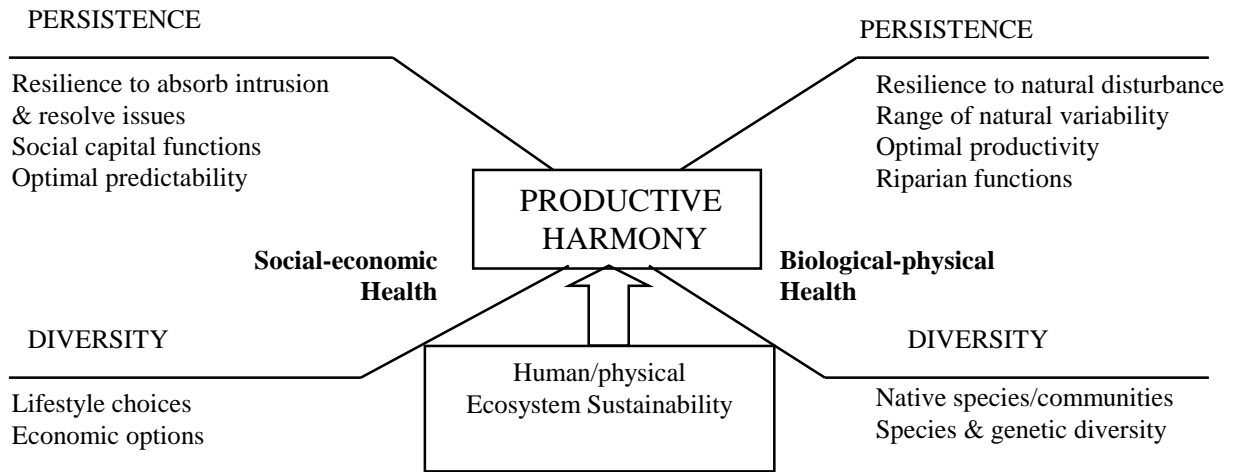 PERSISTENCE
Resilience to absorb intrusion
& resolve issues
Social capital functions
Optimal predictability
PERSISTENCE
Resilience to natural disturbance
Range of natural variability
Optimal productivity
Riparian functions
PRODUCTIVE
HARMONY
Social-economic
Health
Biological-physical
Health
DIVERSITY
Lifestyle choices
Economic options
Human/physical
Ecosystem Sustainability
DIVERSITY
Native species/communities
Species & genetic diversity